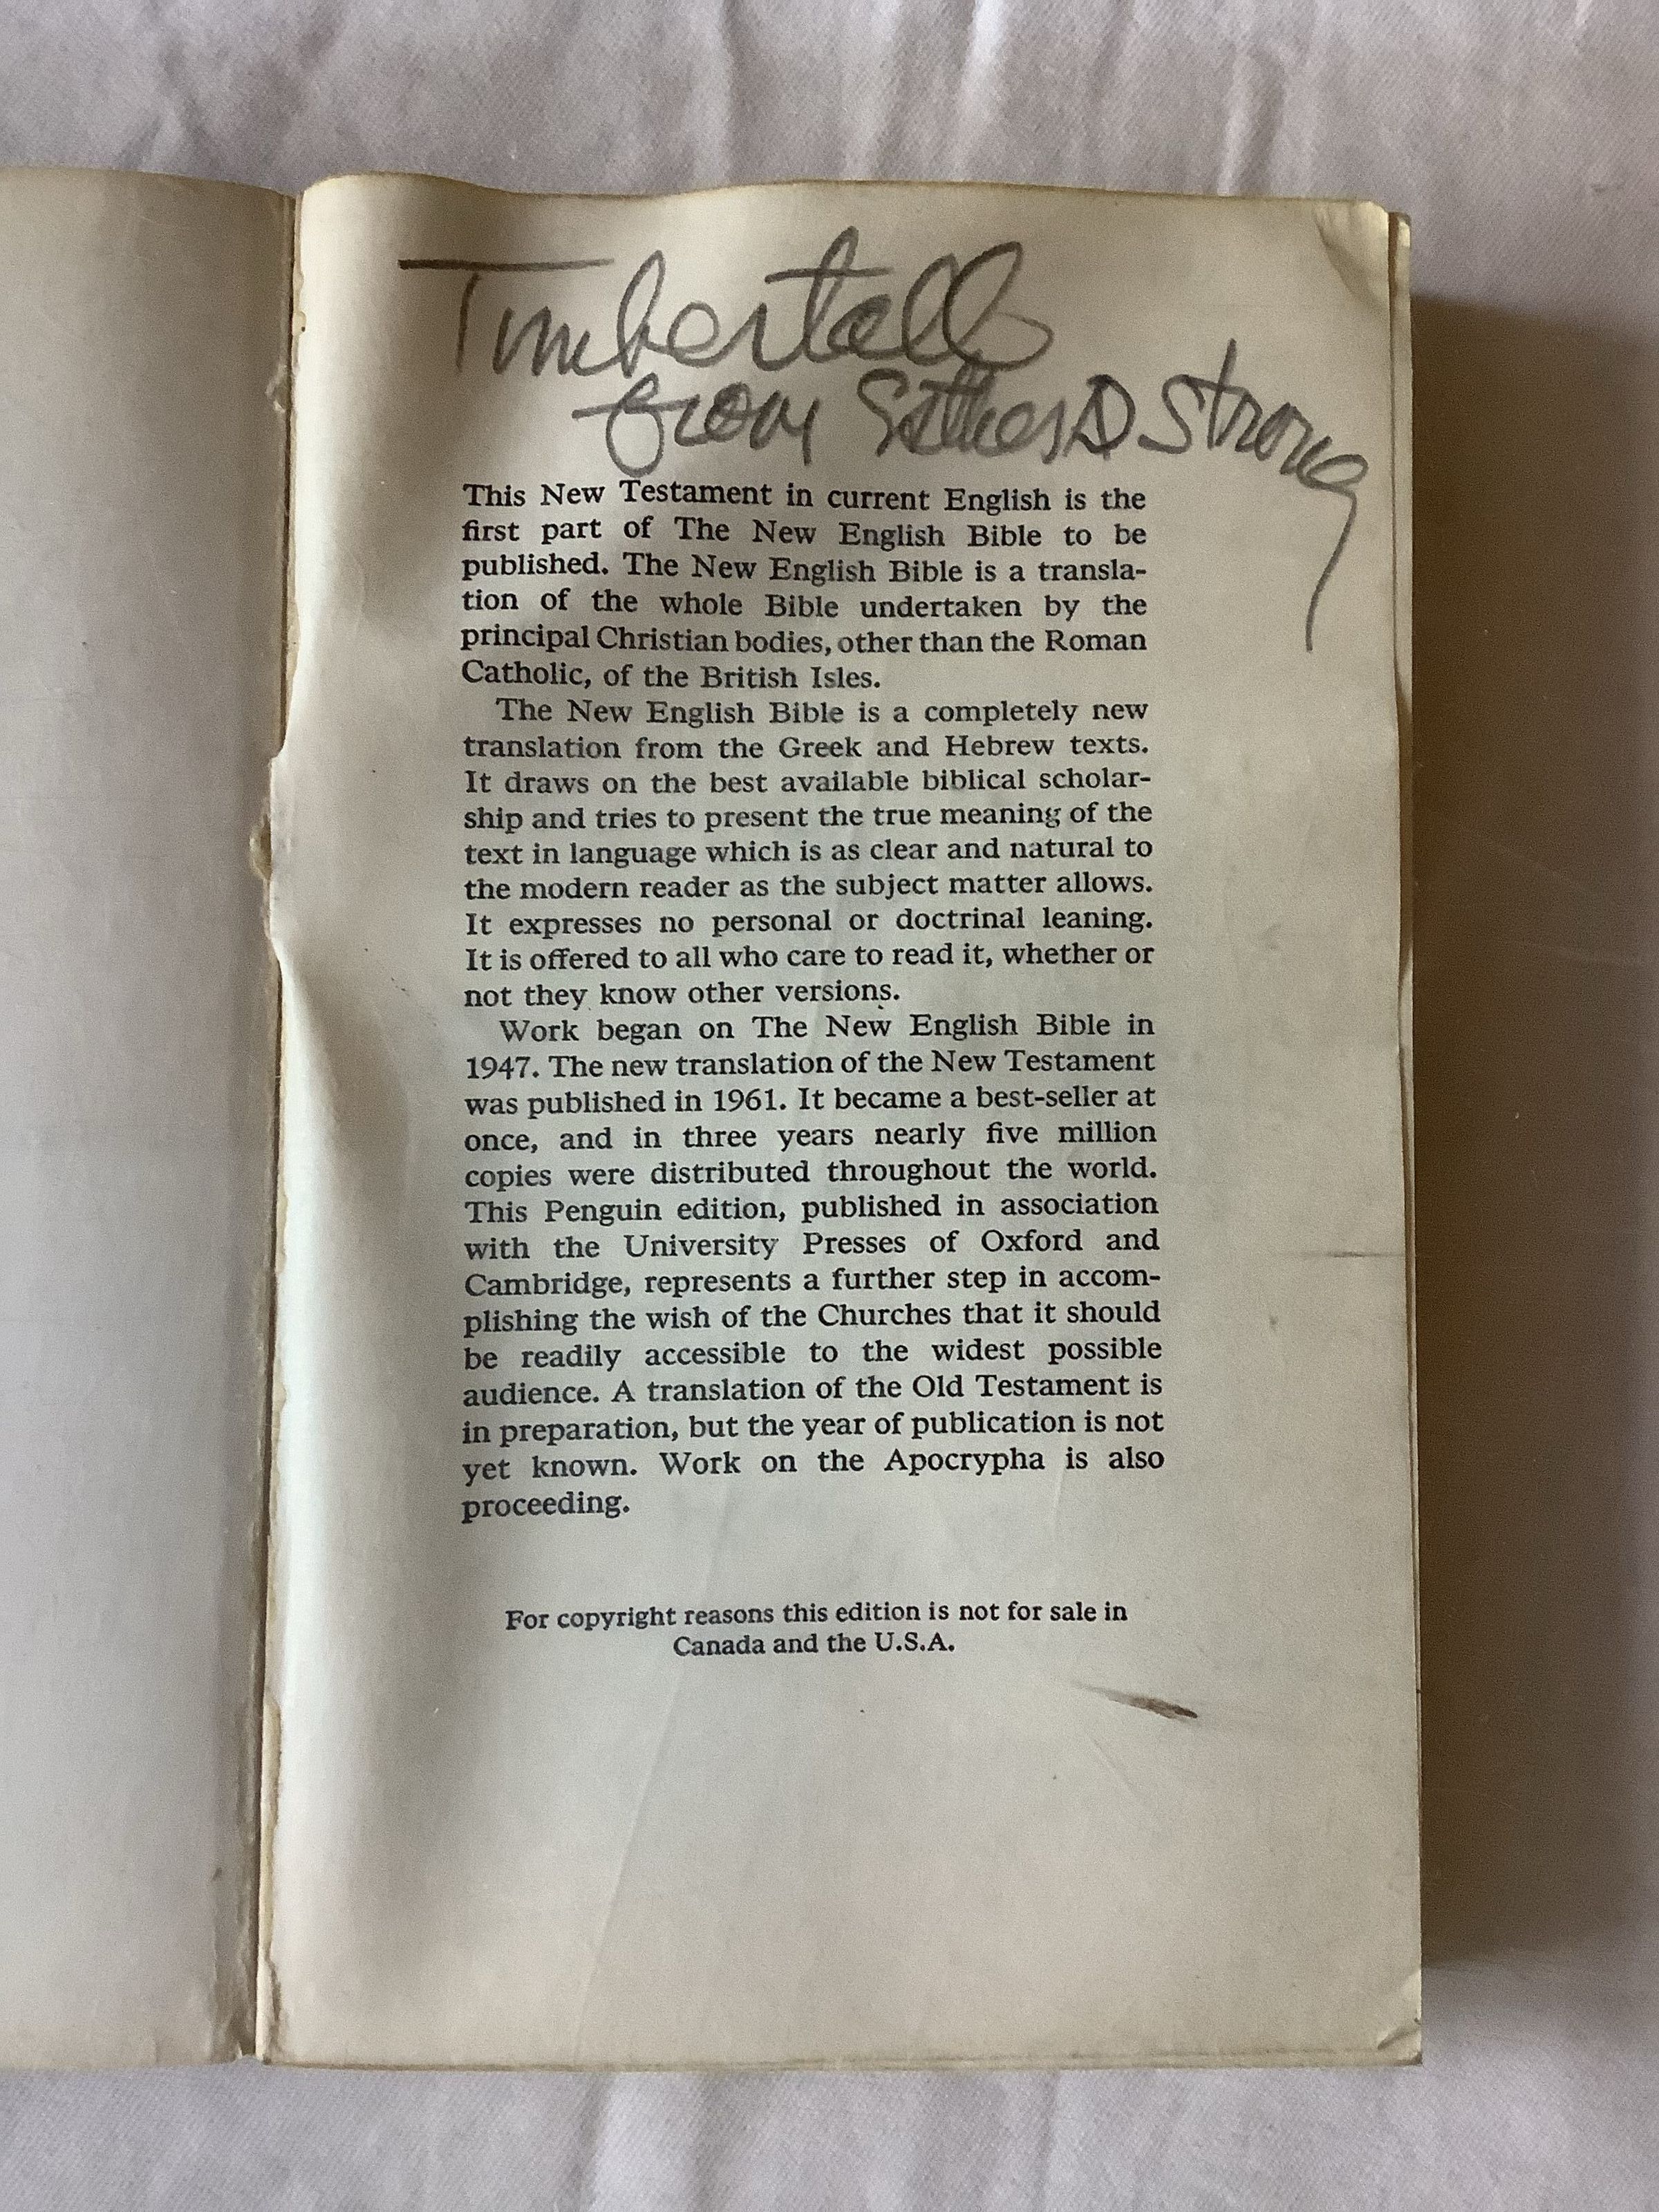 Timbertall
from Strong
This New Testament in current English is the
first part of The New English Bible to be
published. The New English Bible is a transla-
tion of the whole Bible undertaken by the
principal Christian bodies, other than the Roman
Catholic, of the British Isles.
The New English Bible is a completely new
translation from the Greek and Hebrew texts.
It draws on the best available biblical scholar-
ship and tries to present the true meaning of the
text in language which is as clear and natural to
the modern reader as the subject matter allows.
It expresses no personal or doctrinal leaning.
It is offered to all who care to read it, whether or
not they know other versions.
Work began on The New English Bible in
1947. The new translation of the New Testament
was published in 1961. It became a best-seller at
once, and in three years nearly five million
copies were distributed throughout the world.
This Penguin edition, published in association
with the University Presses of Oxford and
Cambridge, represents a further step in accom-
plishing the wish of the Churches that it should
be readily accessible to the widest possible
audience. A translation of the Old Testament is
in preparation, but the year of publication is not
yet known. Work on the Apocrypha is also
proceeding.
For copyright reasons this edition is not for sale in
Canada and the U.S.A.